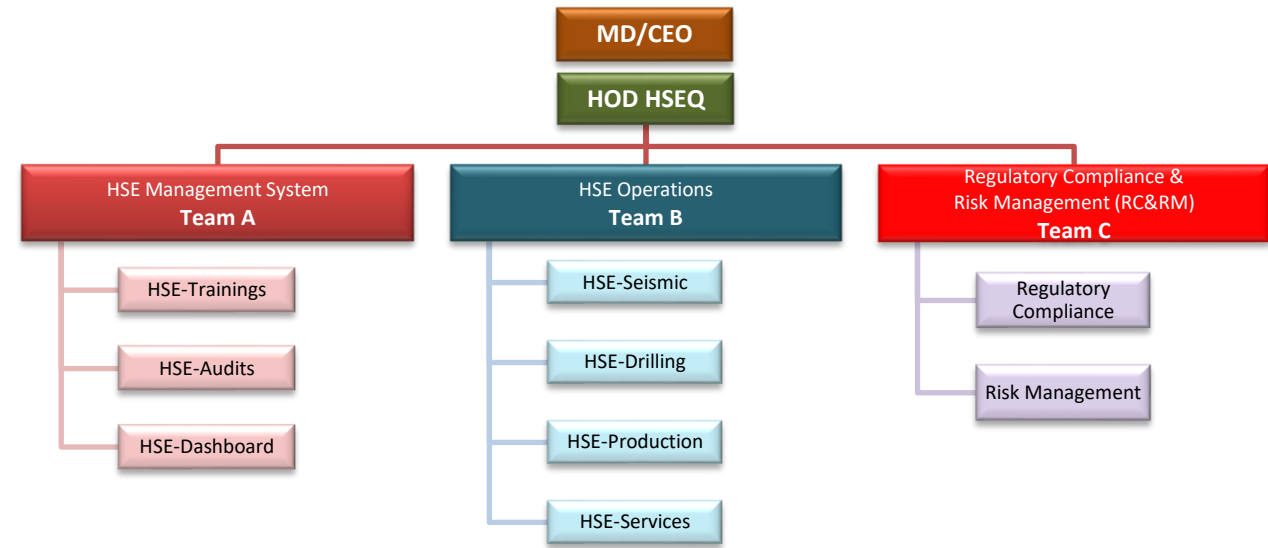 MD/CEO
HOD HSEQ
HSE Management System
Team A
HSE-Trainings
HSE-Audits
HSE-Dashboard
HSE Operations
Team B
HSE-Seismic
HSE-Drilling
HSE-Production
HSE-Services
Regulatory Compliance &
Risk Management (RC&RM)
Team C
Regulatory
Compliance
Risk Management